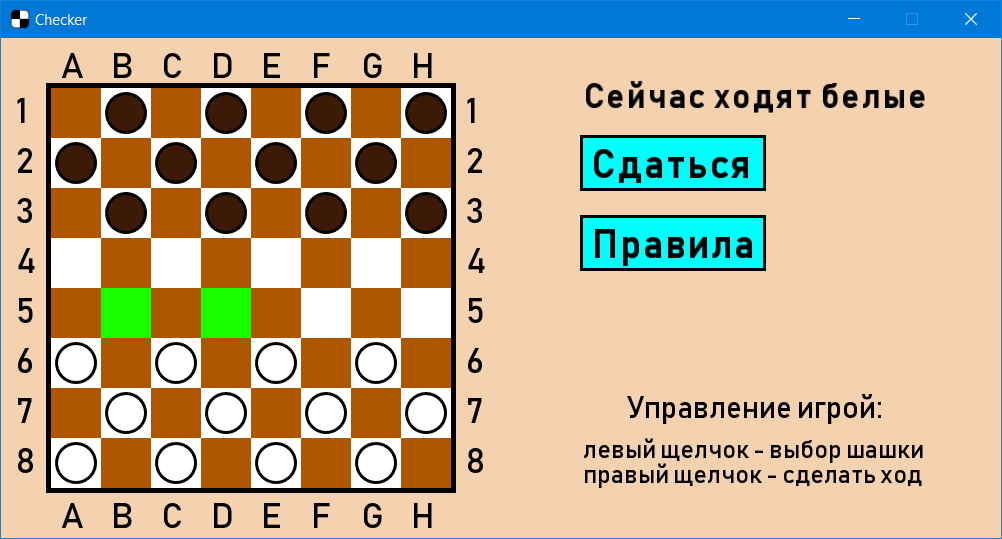 Checker
A B C D E F G H
1 1
2 2
3 3
4 4
5 5
6 6
7 7
8 8
A B C D E F G H
Сейчас ходят белые
Сдаться
Правила
Управление игрой:
левый щелчок - выбор шашки
правый щелчок - сделать ход